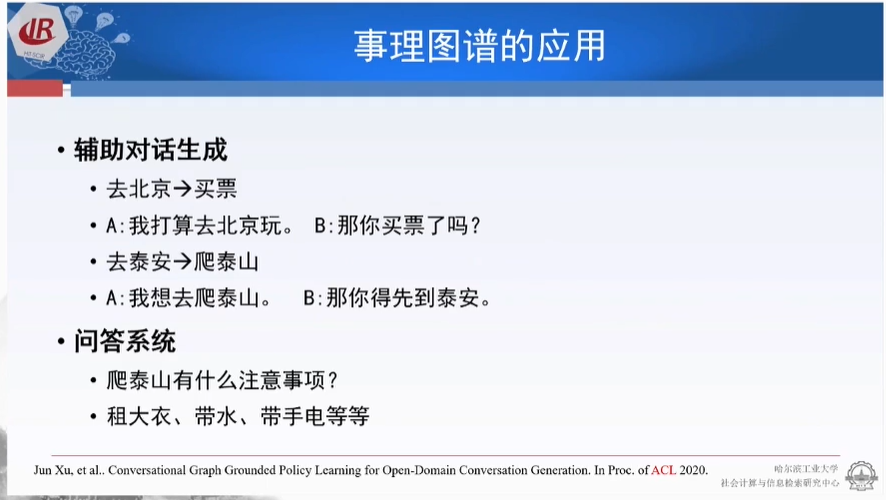 事理图谱的应用
• 辅助对话生成
• 去北京→买票
• A:我打算去北京玩。 B:那你买票了吗?
• 去泰安→爬泰山
• A:我想去爬泰山。 B:那你得先到泰安。
• 问答系统
• 爬泰山有什么注意事项?
• 租大衣、带水、带手电等等
Jun Xu, et al.. Conversational Graph Grounded Policy Learning for Open-Domain Conversation Generation. In Proc. of ACL 2020.
哈尔滨工业大学
社会计算与信息检索研究中心